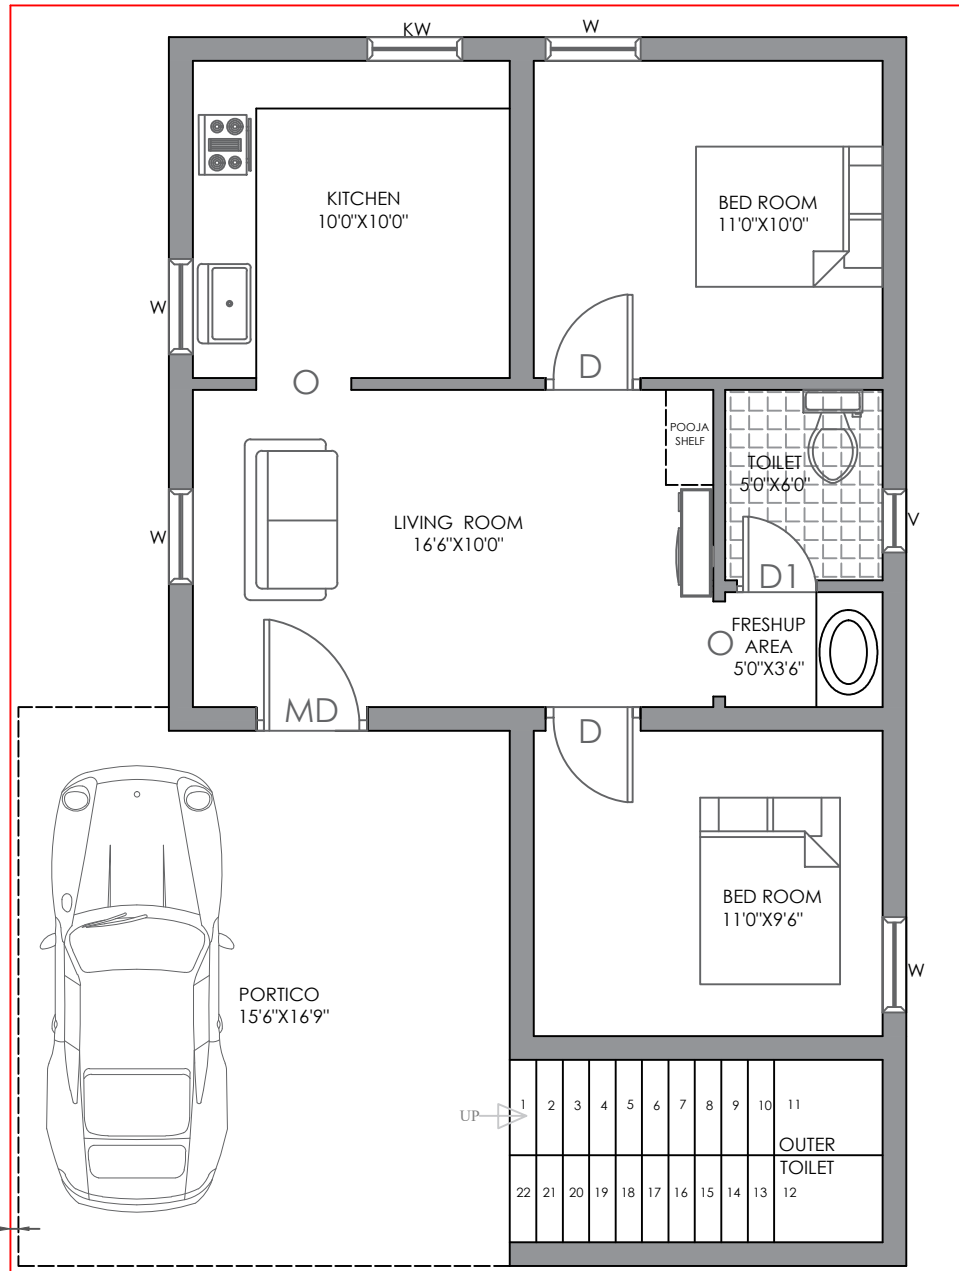 KW
W
KITCHEN
10'0"X10'0"
BED ROOM
11'0"X10'0"
W
D
POOJA
SHELF
TOILET
5'0"X6'0"
LIVING ROOM
16'6"X10'0"
W
V
D1
FRESHUP
AREA
5'0"X3'6"
MD
D
BED ROOM
11'0"X9'6"
W
PORTICO
15'6"X16'9"
UP
1 2 3 4 5 6 7 8 9 10 11
OUTER
TOILET
22 21 20 19 18 17 16 15 14 13 12